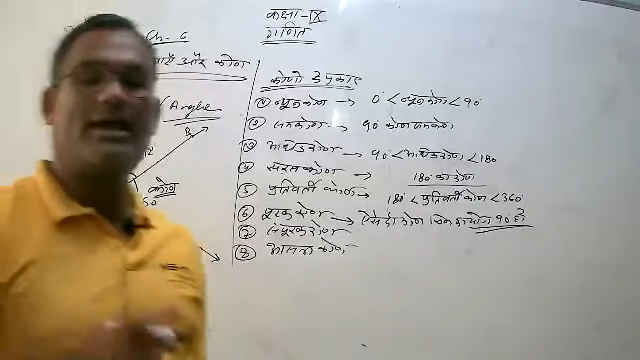 कक्षा - IX
गणित
Ch- 6
और कोण
Angle
B
कोण
कोणों के प्रकार
① न्यून कोण → 0° < न्यूनकोण < 90°
② समकोण → 90 कोण समकोण
③ अधिककोण → 90° < अधिककोण < 180
④ सरल कोण → 180° का कोण
⑤ प्रतिवर्ती कोण → 180° < प्रतिवर्ती कोण < 360°
⑥ पूरक कोण → ऐसे दो कोण जिनका योग 90 हो
⑦ संपूरक कोण
⑧ आसन्न कोण